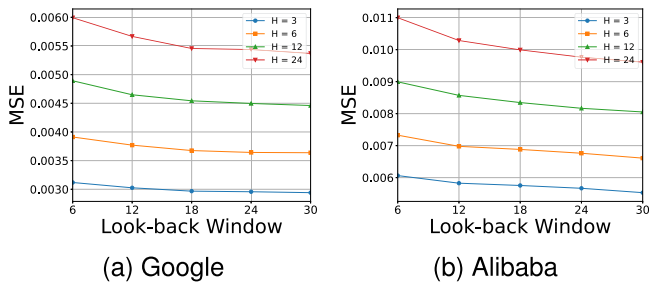 0.0060
0.0055
0.0050
0.0045
0.0040
0.0035
0.0030
MSE
H = 3
H = 6
H = 12
H = 24
6 12 18 24 30
Look-back Window
(a) Google
0.011
0.010
0.009
0.008
0.007
0.006
MSE
H = 3
H = 6
H = 12
H = 24
6 12 18 24 30
Look-back Window
(b) Alibaba